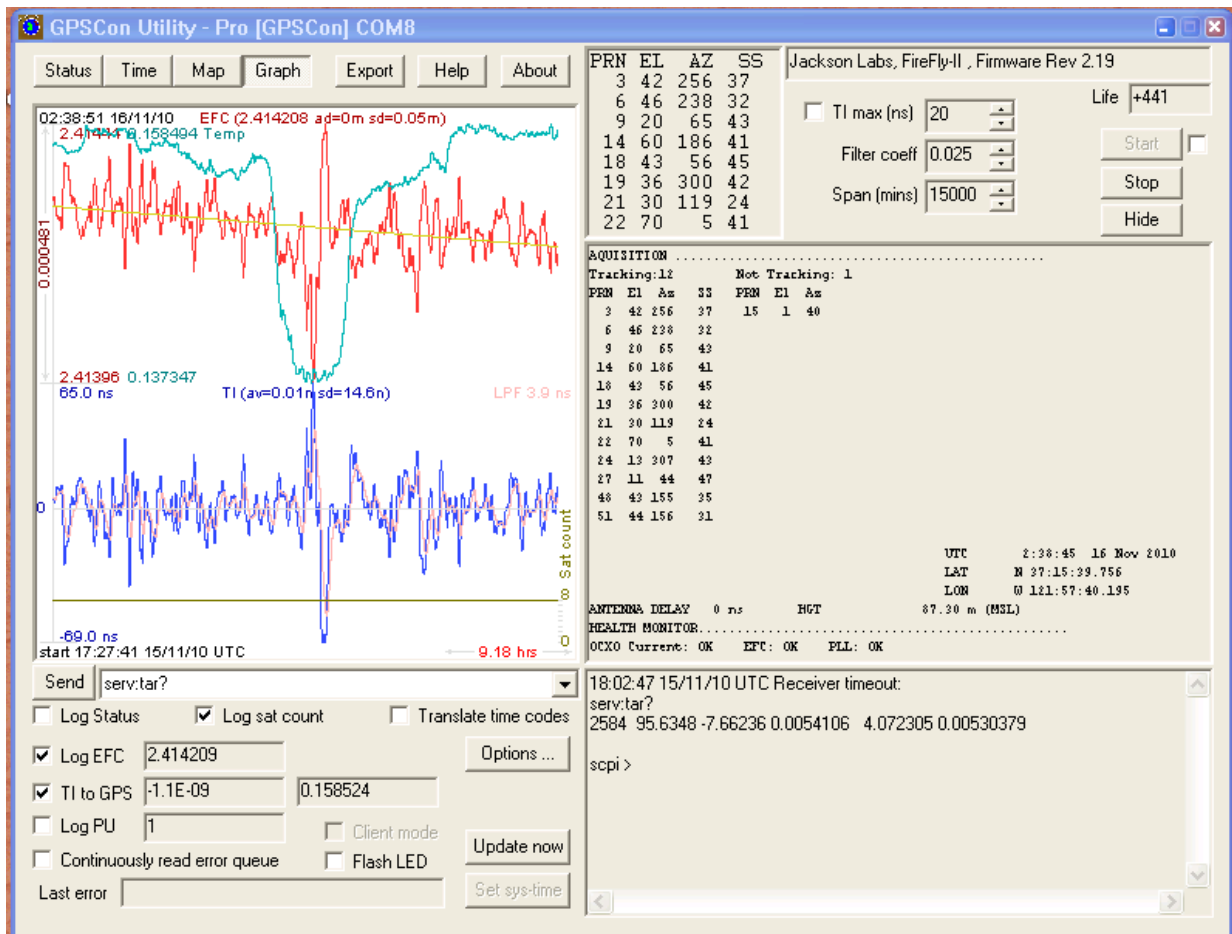 GPSCon Utility - Pro [GPSCon] COM8
Status Time Map Graph Export Help About
02:38:51 16/11/10 EFC (2.414208 ad=0m sd=0.05m)
2.41444 0.158494 Temp
0.000481
2.41396 0.137347
65.0 ns TI (av=0.01n sd=14.6n) LPF 3.9 ns
0
Sat count
8
-69.0 ns 0
start 17:27:41 15/11/10 UTC 9.18 hrs
PRN EL AZ SS
3 42 256 37
6 46 238 32
9 20 65 43
14 60 186 41
18 43 56 45
19 36 300 42
21 30 119 24
22 70 5 41
Jackson Labs, FireFly-II , Firmware Rev 2.19
Life +441
TI max (ns) 20
Filter coeff 0.025
Span (mins) 15000
Start
Stop
Hide
AQUISITION ................................................
Tracking:12 Not Tracking: 1
PRN El Az SS PRN El Az
3 42 256 37 15 1 40
6 46 238 32
9 20 65 43
14 60 186 41
18 43 56 45
19 36 300 42
21 30 119 24
22 70 5 41
24 13 307 43
27 11 44 47
48 43 155 35
51 44 156 31
UTC 2:38:45 16 Nov 2010
LAT N 37:15:39.756
LON W 121:57:40.195
ANTENNA DELAY 0 ns HGT 87.30 m (MSL)
HEALTH MONITOR................................................
OCXO Current: OK EFC: OK PLL: OK
Send serv:tar?
Log Status Log sat count Translate time codes
Log EFC 2.414209 Options ...
TI to GPS -1.1E-09 0.158524
Log PU 1 Client mode
Update now
Continuously read error queue Flash LED
Last error Set sys-time
18:02:47 15/11/10 UTC Receiver timeout:
serv:tar?
2584 95.6348 -7.66236 0.0054106 4.072305 0.00530379
scpi >